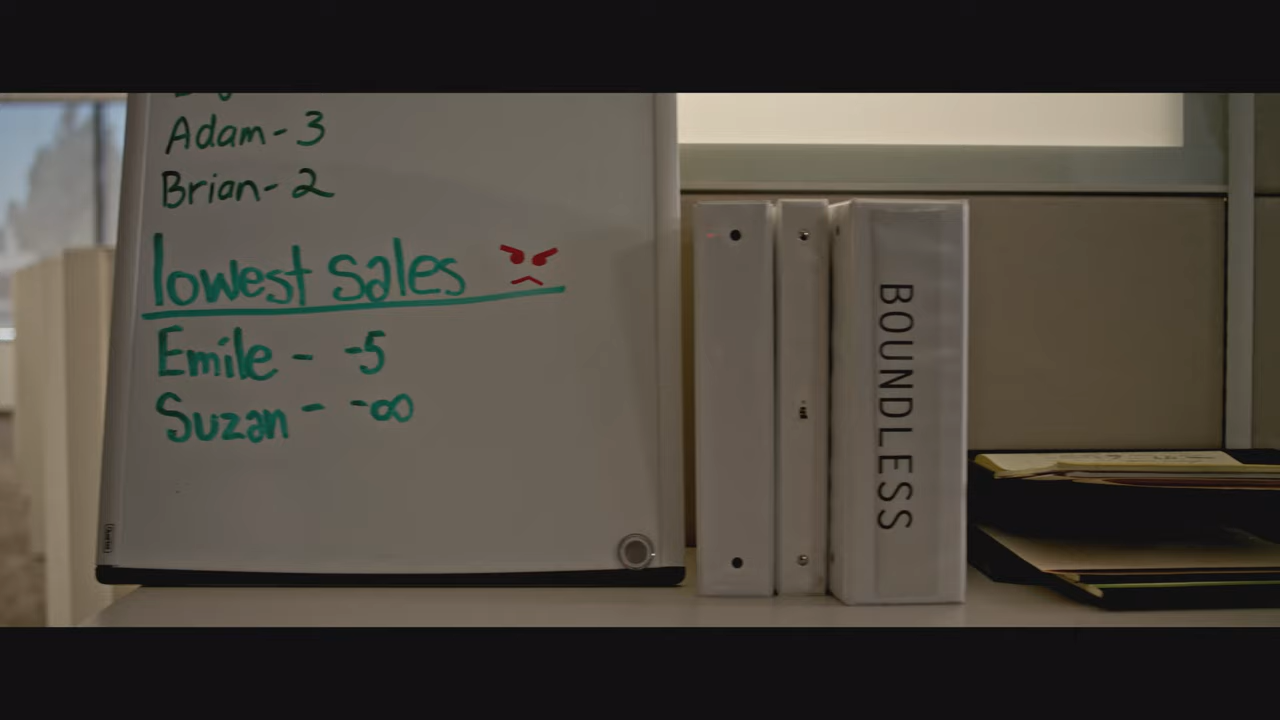 Adam - 3
Brian - 2
lowest sales
Emile - -5
Suzan - -∞
BOUNDLESS